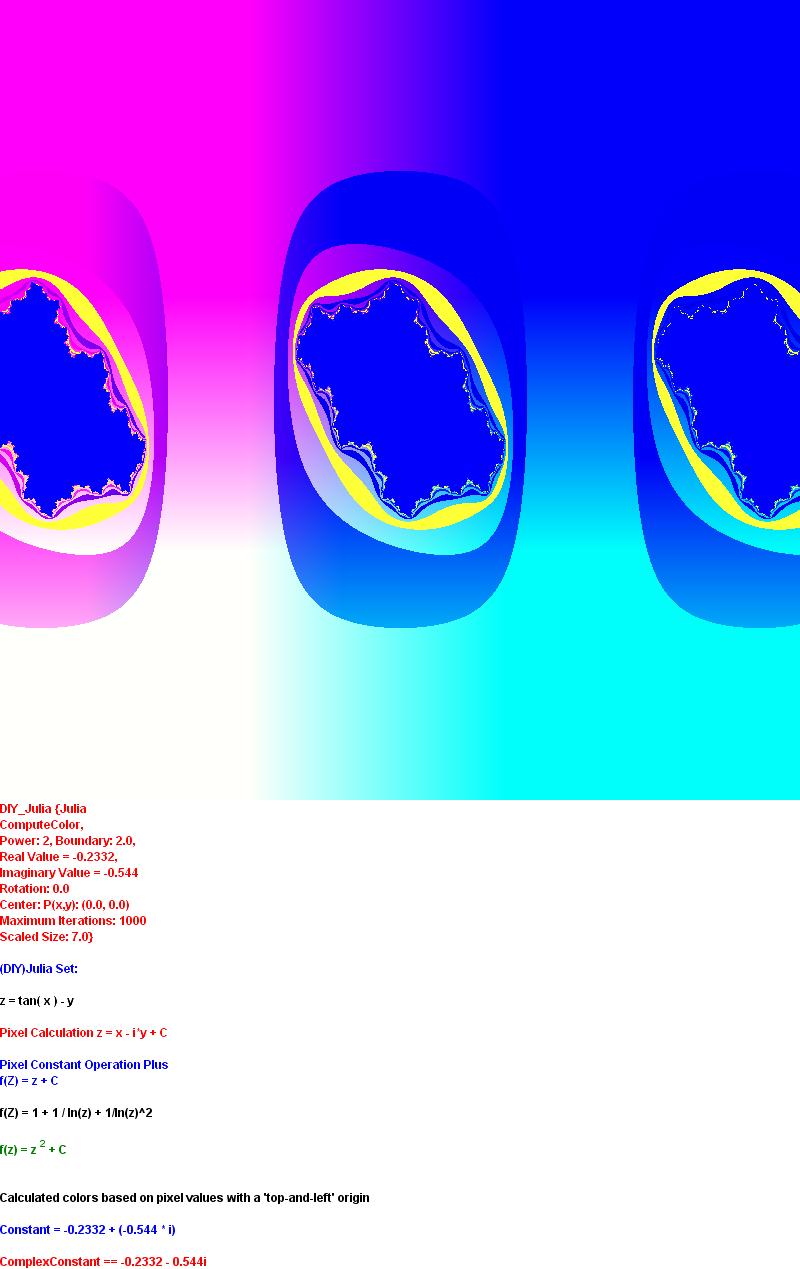 DIY_Julia {Julia
ComputeColor,
Power: 2, Boundary: 2.0,
Real Value = -0.2332,
Imaginary Value = -0.544
Rotation: 0.0
Center: P(x,y): (0.0, 0.0)
Maximum Iterations: 1000
Scaled Size: 7.0}
(DIY)Julia Set:
z = tan( x ) - y
Pixel Calculation z = x - i*y + C
Pixel Constant Operation Plus
f(Z) = z + C
f(Z) = 1 + 1 / ln(z) + 1/ln(z)^2
f(z) = z 2 + C
Calculated colors based on pixel values with a 'top-and-left' origin
Constant = -0.2332 + (-0.544 * i)
ComplexConstant == -0.2332 - 0.544i